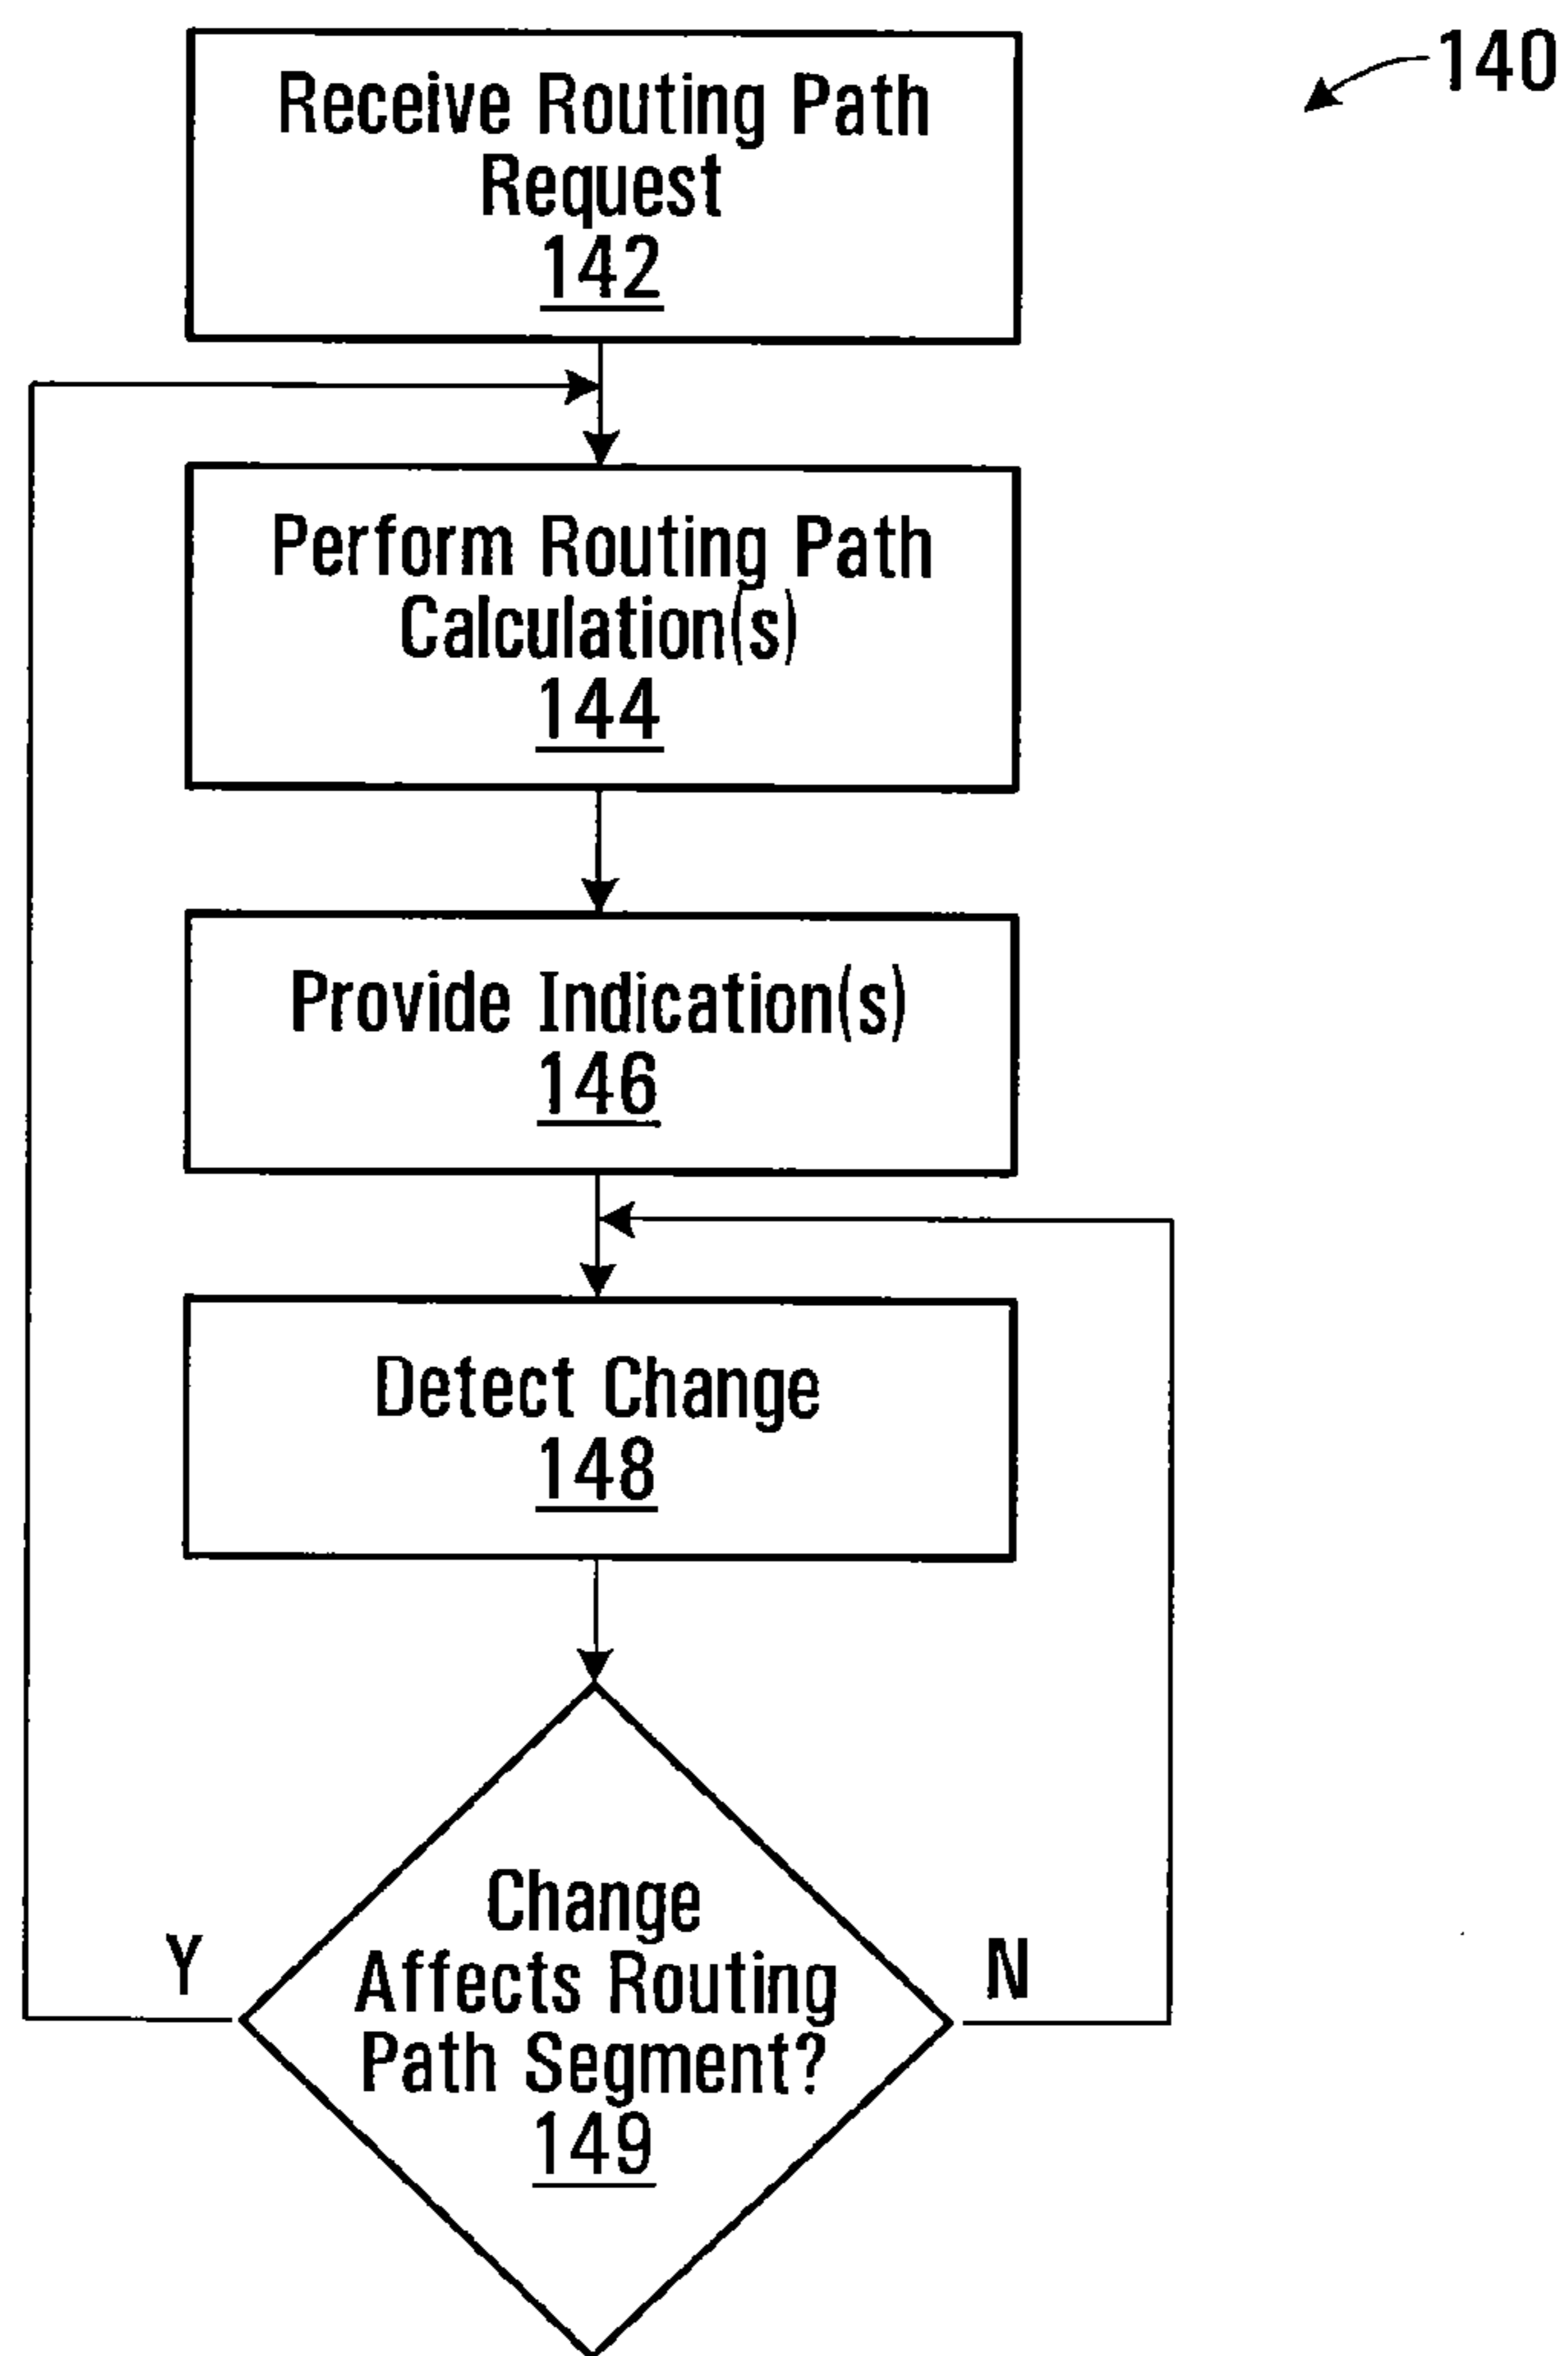 140
Receive Routing Path
Request
142
Perform Routing Path
Calculation(s)
144
Provide Indication(s)
146
Detect Change
148
Change
Affects Routing
Path Segment?
149
Y
N